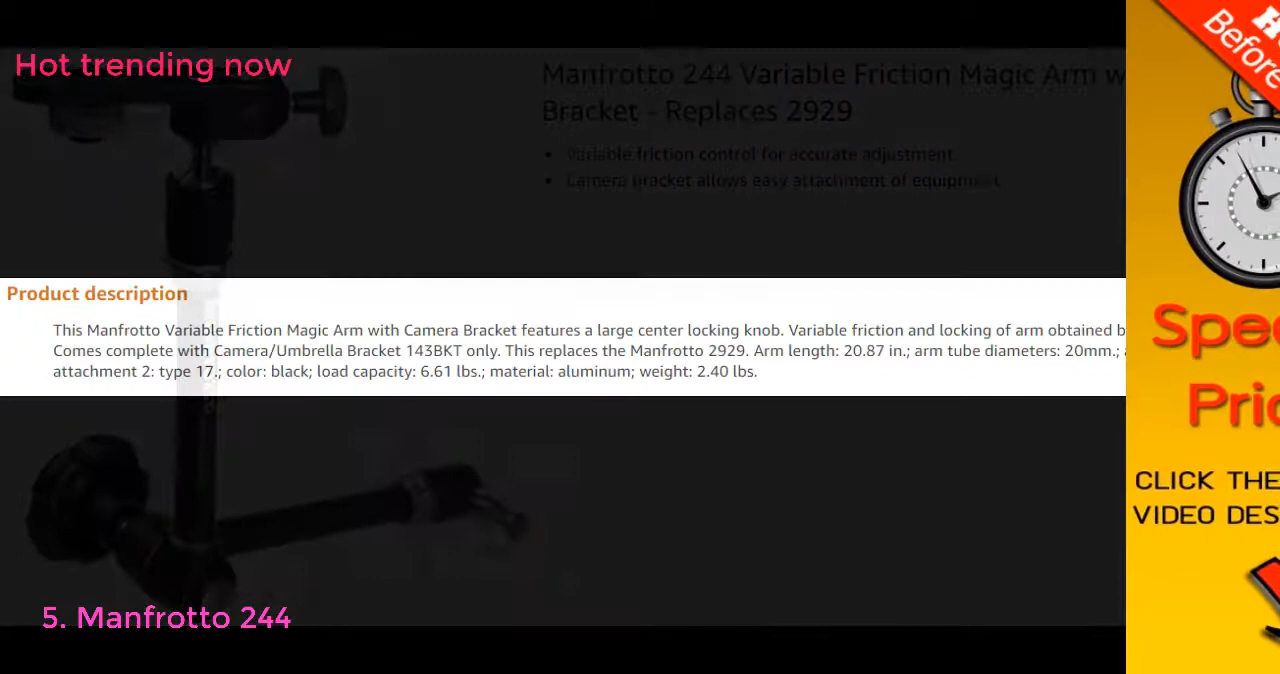 Hot trending now
Manfrotto 244 Variable Friction Magic Arm w
Bracket - Replaces 2929
• Variable friction control for accurate adjustment.
• Camera bracket allows easy attachment of equipment.
Product description
This Manfrotto Variable Friction Magic Arm with Camera Bracket features a large center locking knob. Variable friction and locking of arm obtained b
Comes complete with Camera/Umbrella Bracket 143BKT only. This replaces the Manfrotto 2929. Arm length: 20.87 in.; arm tube diameters: 20mm.;
attachment 2: type 17.; color: black; load capacity: 6.61 lbs.; material: aluminum; weight: 2.40 lbs.
5. Manfrotto 244
Before
Spec
Pric
CLICK THE
VIDEO DES